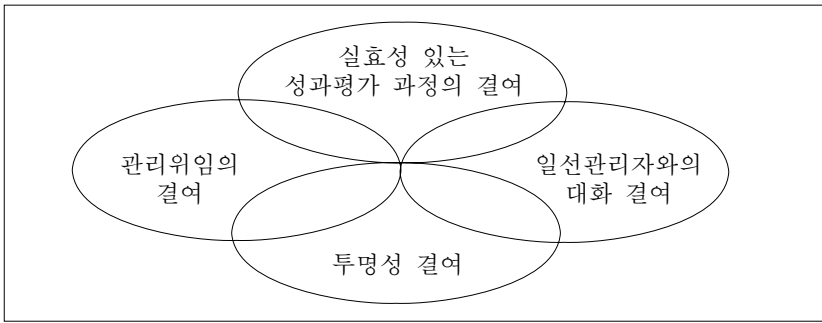 실효성 있는
성과평가 과정의 결여
관리위임의
결여
일선관리자와의
대화 결여
투명성 결여